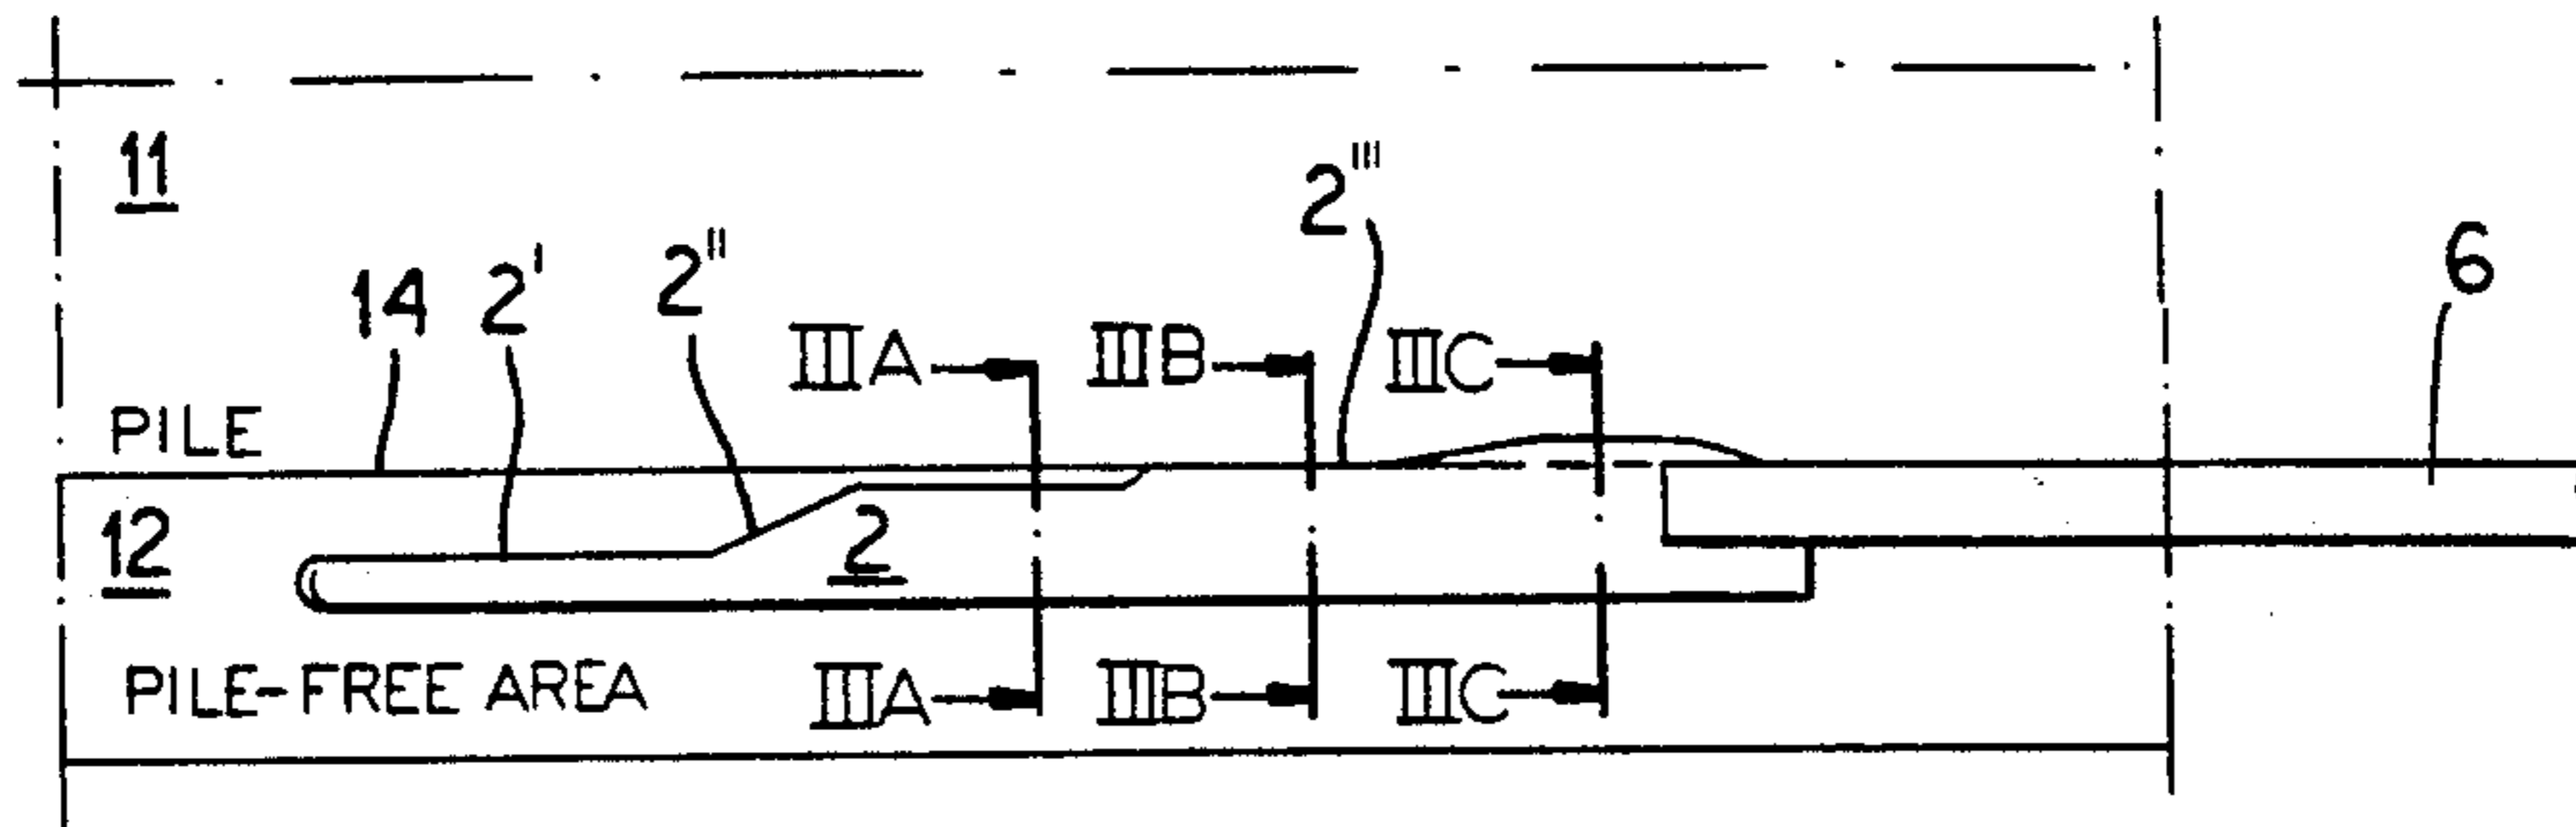 11
2'''
6
14 2' 2''
IIIA IIIB IIIC
PILE
12 2
PILE-FREE AREA IIIA IIIB IIIC